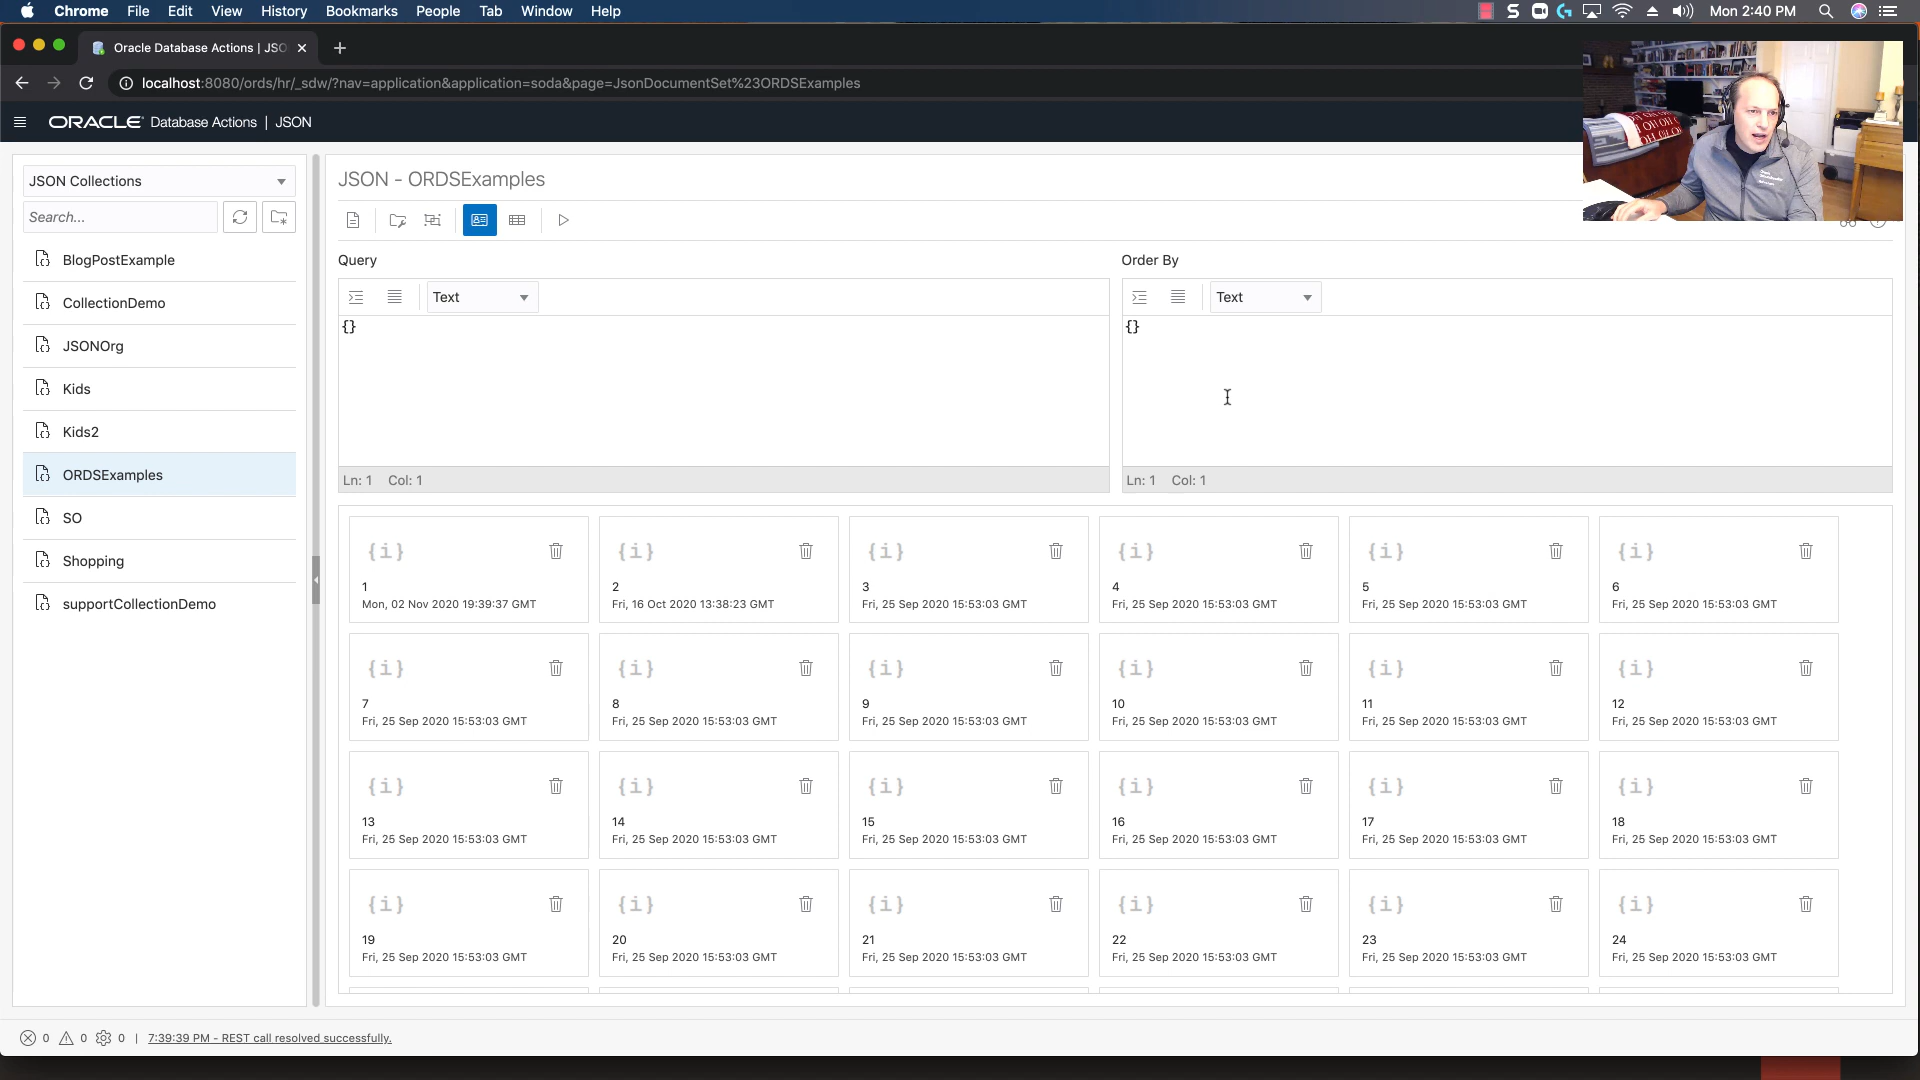 Chrome File Edit View History Bookmarks People Tab Window Help Mon 2:40 PM
Oracle Database Actions | JSO
localhost:8080/ords/hr/_sdw/?nav=application&application=soda&page=JsonDocumentSet%23ORDSExamples
ORACLE Database Actions | JSON
JSON Collections
Search...
BlogPostExample
CollectionDemo
JSONOrg
Kids
Kids2
ORDSExamples
SO
Shopping
supportCollectionDemo
JSON - ORDSExamples
Query
Text
{}
Ln: 1 Col: 1
Order By
Text
{}
Ln: 1 Col: 1
{i} {i} {i} {i} {i} {i}
1 2 3 4 5 6
Mon, 02 Nov 2020 19:39:37 GMT Fri, 16 Oct 2020 13:38:23 GMT Fri, 25 Sep 2020 15:53:03 GMT Fri, 25 Sep 2020 15:53:03 GMT Fri, 25 Sep 2020 15:53:03 GMT Fri, 25 Sep 2020 15:53:03 GMT
{i} {i} {i} {i} {i} {i}
7 8 9 10 11 12
Fri, 25 Sep 2020 15:53:03 GMT Fri, 25 Sep 2020 15:53:03 GMT Fri, 25 Sep 2020 15:53:03 GMT Fri, 25 Sep 2020 15:53:03 GMT Fri, 25 Sep 2020 15:53:03 GMT Fri, 25 Sep 2020 15:53:03 GMT
{i} {i} {i} {i} {i} {i}
13 14 15 16 17 18
Fri, 25 Sep 2020 15:53:03 GMT Fri, 25 Sep 2020 15:53:03 GMT Fri, 25 Sep 2020 15:53:03 GMT Fri, 25 Sep 2020 15:53:03 GMT Fri, 25 Sep 2020 15:53:03 GMT Fri, 25 Sep 2020 15:53:03 GMT
{i} {i} {i} {i} {i} {i}
19 20 21 22 23 24
Fri, 25 Sep 2020 15:53:03 GMT Fri, 25 Sep 2020 15:53:03 GMT Fri, 25 Sep 2020 15:53:03 GMT Fri, 25 Sep 2020 15:53:03 GMT Fri, 25 Sep 2020 15:53:03 GMT Fri, 25 Sep 2020 15:53:03 GMT
0 0 0 | 7:39:39 PM - REST call resolved successfully.